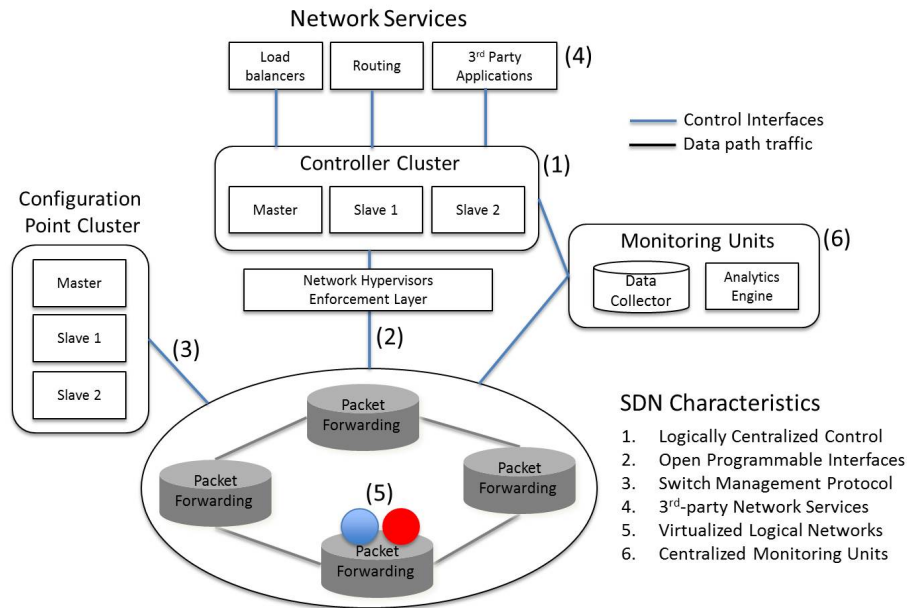 Network Services
Load
balancers
Routing
3rd Party
Applications
(4)
Control Interfaces
Data path traffic
Controller Cluster
(1)
Master
Slave 1
Slave 2
Configuration
Point Cluster
Master
Slave 1
Slave 2
(3)
Network Hypervisors
Enforcement Layer
(2)
Monitoring Units
(6)
Data
Collector
Analytics
Engine
Packet
Forwarding
Packet
Forwarding
Packet
Forwarding
(5)
Packet
Forwarding
SDN Characteristics
1. Logically Centralized Control
2. Open Programmable Interfaces
3. Switch Management Protocol
4. 3rd-party Network Services
5. Virtualized Logical Networks
6. Centralized Monitoring Units